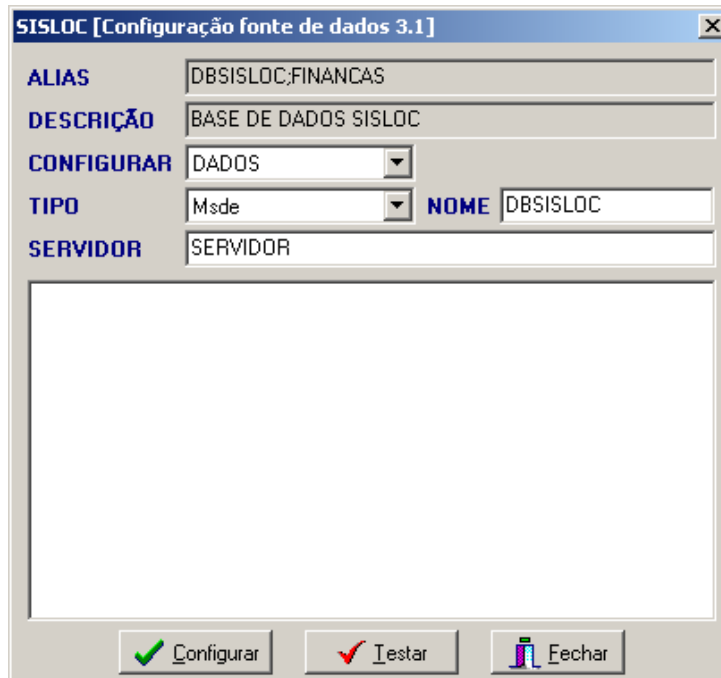 SISLOC [Configuração fonte de dados 3.1]
ALIAS DBSISLOC;FINANCAS
DESCRIÇÃO BASE DE DADOS SISLOC
CONFIGURAR DADOS
TIPO Msde NOME DBSISLOC
SERVIDOR SERVIDOR
Configurar Testar Fechar